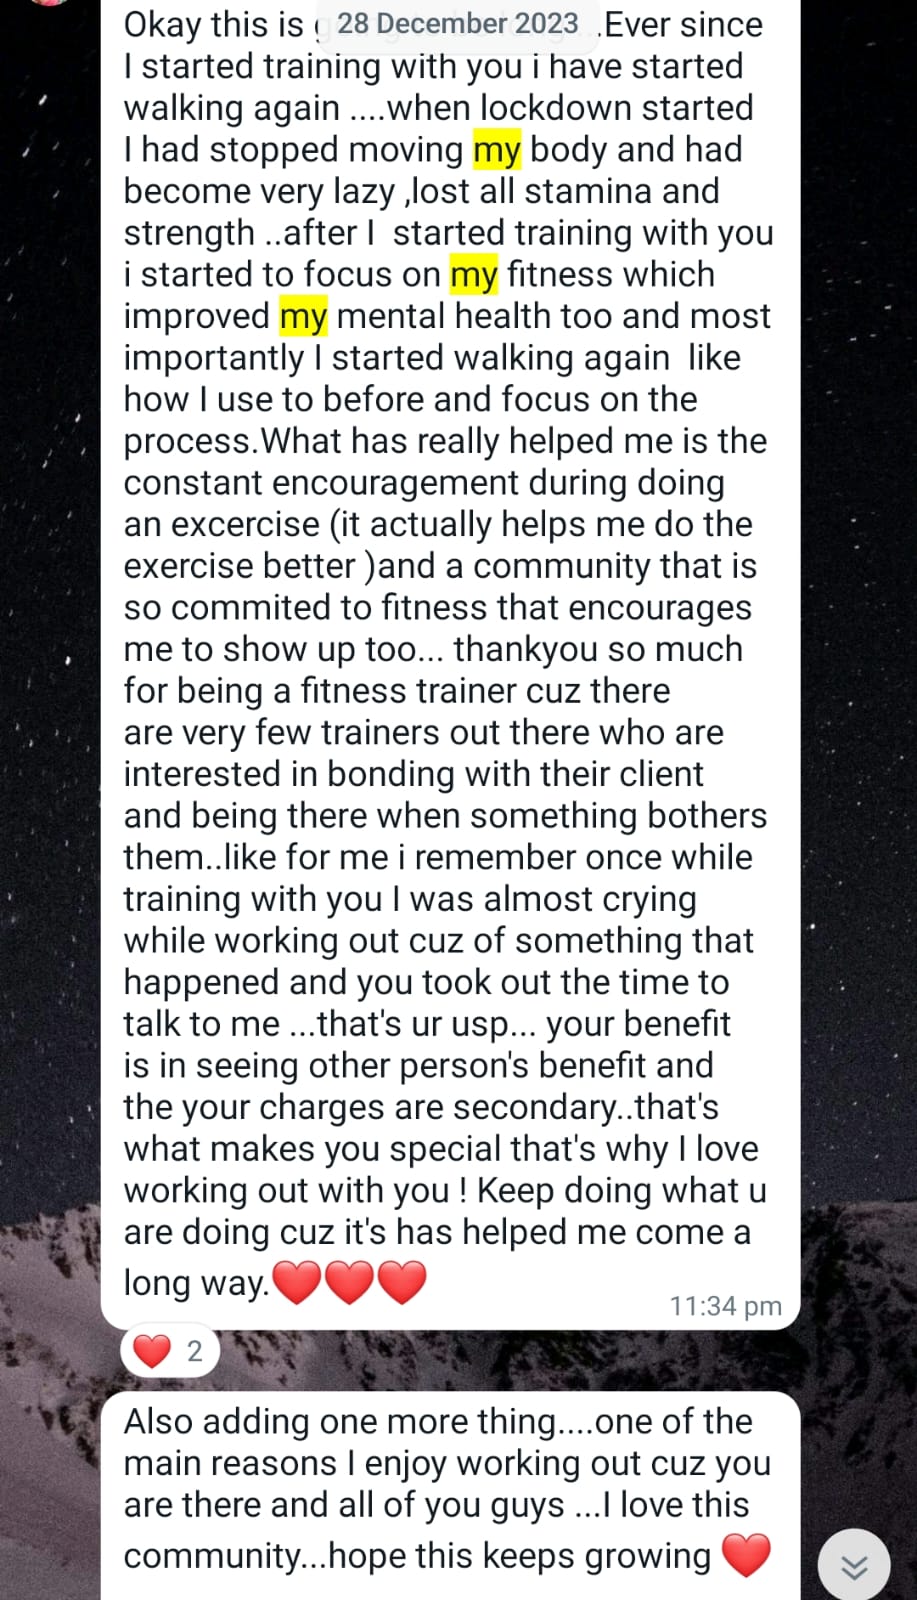 28 December 2023
Okay this is ...Ever since
I started training with you i have started
walking again ....when lockdown started
I had stopped moving my body and had
become very lazy ,lost all stamina and
strength ..after I  started training with you
i started to focus on my fitness which
improved my mental health too and most
importantly I started walking again  like
how I use to before and focus on the
process.What has really helped me is the
constant encouragement during doing
an excercise (it actually helps me do the
exercise better )and a community that is
so commited to fitness that encourages
me to show up too... thankyou so much
for being a fitness trainer cuz there
are very few trainers out there who are
interested in bonding with their client
and being there when something bothers
them..like for me i remember once while
training with you I was almost crying
while working out cuz of something that
happened and you took out the time to
talk to me ...that's ur usp... your benefit
is in seeing other person's benefit and
the your charges are secondary..that's
what makes you special that's why I love
working out with you ! Keep doing what u
are doing cuz it's has helped me come a
long way.❤️❤️❤️
11:34 pm
❤️ 2
Also adding one more thing....one of the
main reasons I enjoy working out cuz you
are there and all of you guys ...I love this
community...hope this keeps growing ❤️